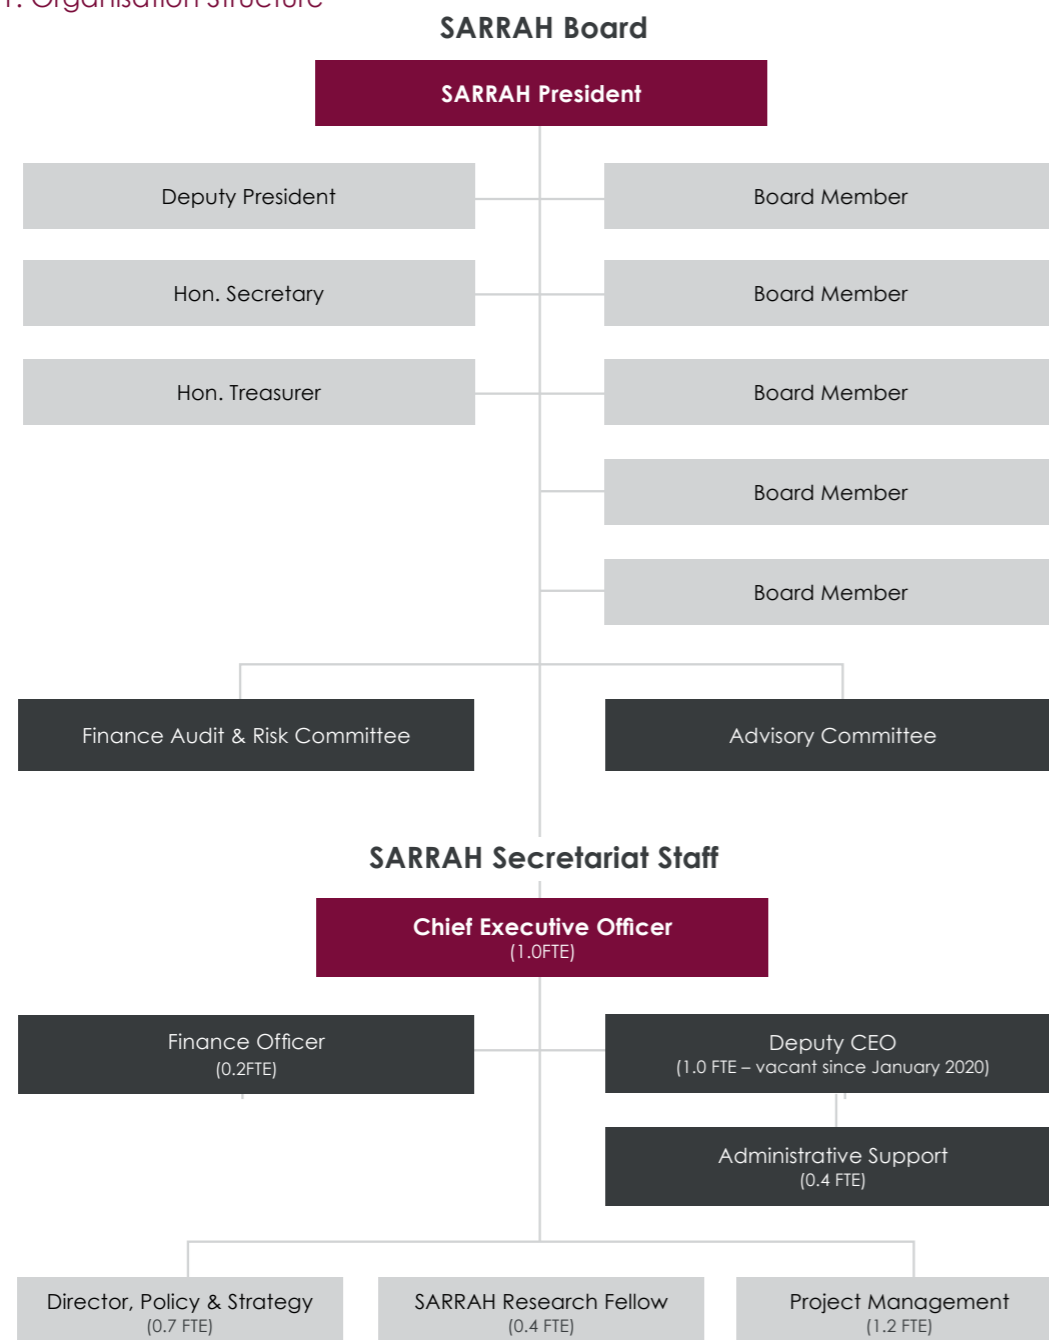 1. Organisation Structure
SARRAH Board
SARRAH President
Deputy President
Board Member
Hon. Secretary
Board Member
Hon. Treasurer
Board Member
Board Member
Board Member
Finance Audit & Risk Committee
Advisory Committee
SARRAH Secretariat Staff
Chief Executive Officer
(1.0FTE)
Finance Officer
(0.2FTE)
Deputy CEO
(1.0 FTE – vacant since January 2020)
Administrative Support
(0.4 FTE)
Director, Policy & Strategy
(0.7 FTE)
SARRAH Research Fellow
(0.4 FTE)
Project Management
(1.2 FTE)